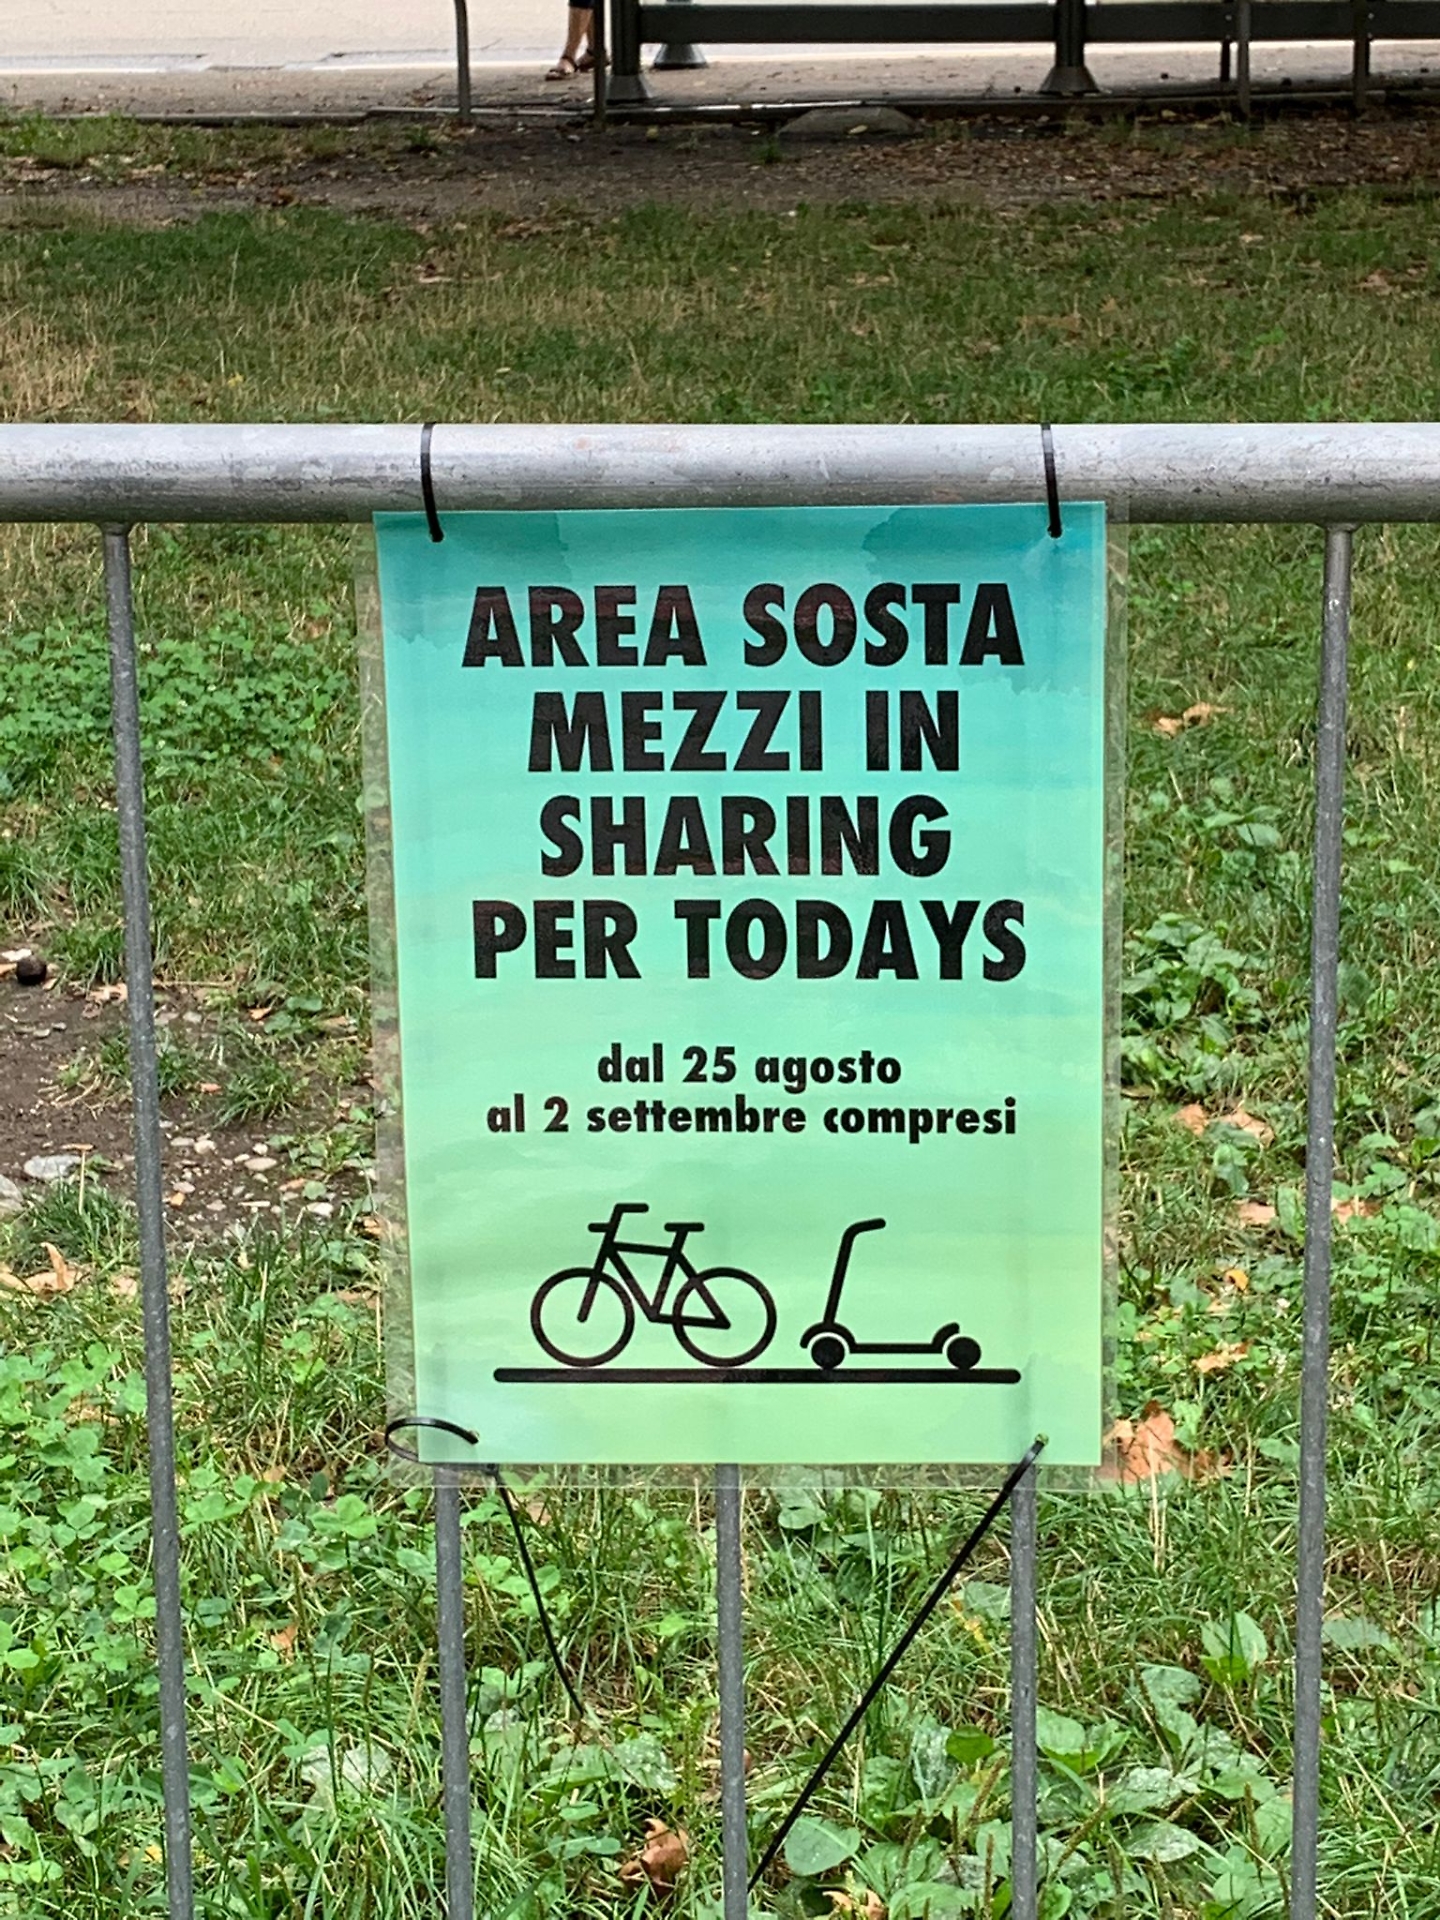 AREA SOSTA
MEZZI IN
SHARING
PER TODAYS
dal 25 agosto
al 2 settembre compresi